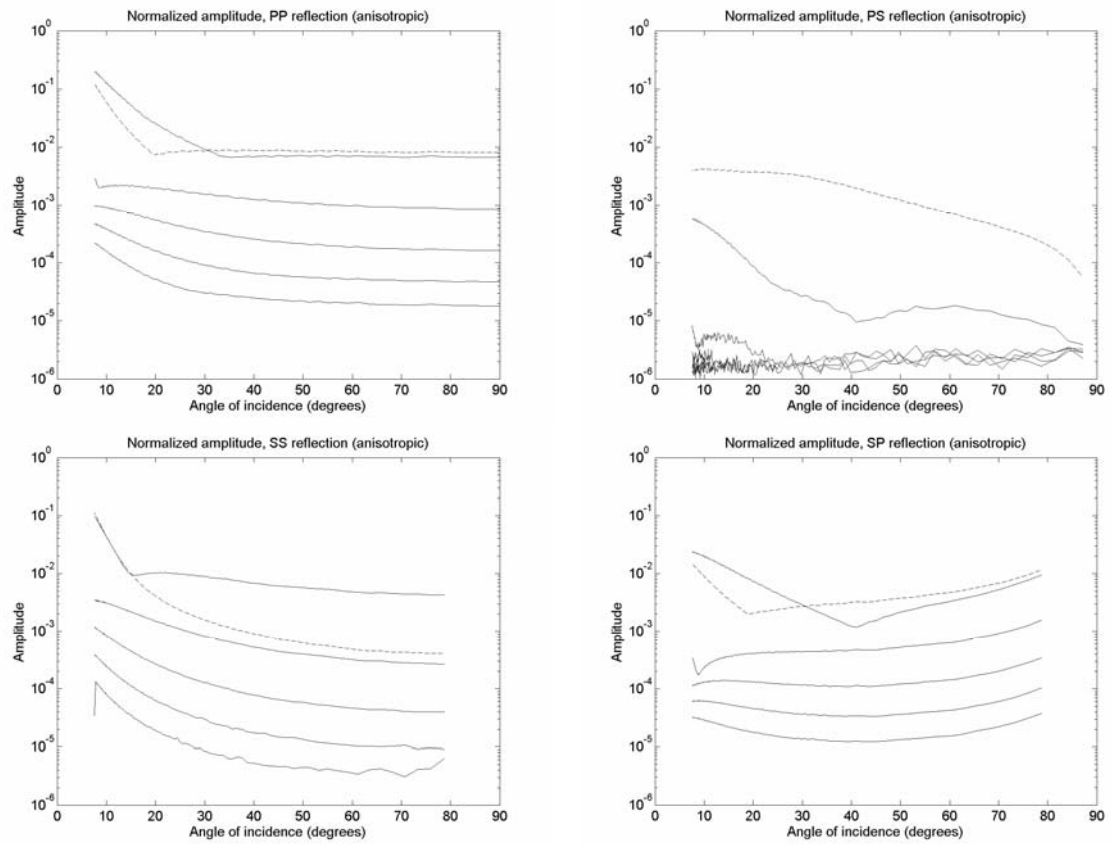 Normalized amplitude, PP reflection (anisotropic)
10^0
10^-1
10^-2
10^-3
10^-4
10^-5
10^-6
Amplitude
0 10 20 30 40 50 60 70 80 90
Angle of incidence (degrees)
Normalized amplitude, PS reflection (anisotropic)
10^0
10^-1
10^-2
10^-3
10^-4
10^-5
10^-6
Amplitude
0 10 20 30 40 50 60 70 80 90
Angle of incidence (degrees)
Normalized amplitude, SS reflection (anisotropic)
10^0
10^-1
10^-2
10^-3
10^-4
10^-5
10^-6
Amplitude
0 10 20 30 40 50 60 70 80 90
Angle of incidence (degrees)
Normalized amplitude, SP reflection (anisotropic)
10^0
10^-1
10^-2
10^-3
10^-4
10^-5
10^-6
Amplitude
0 10 20 30 40 50 60 70 80 90
Angle of incidence (degrees)